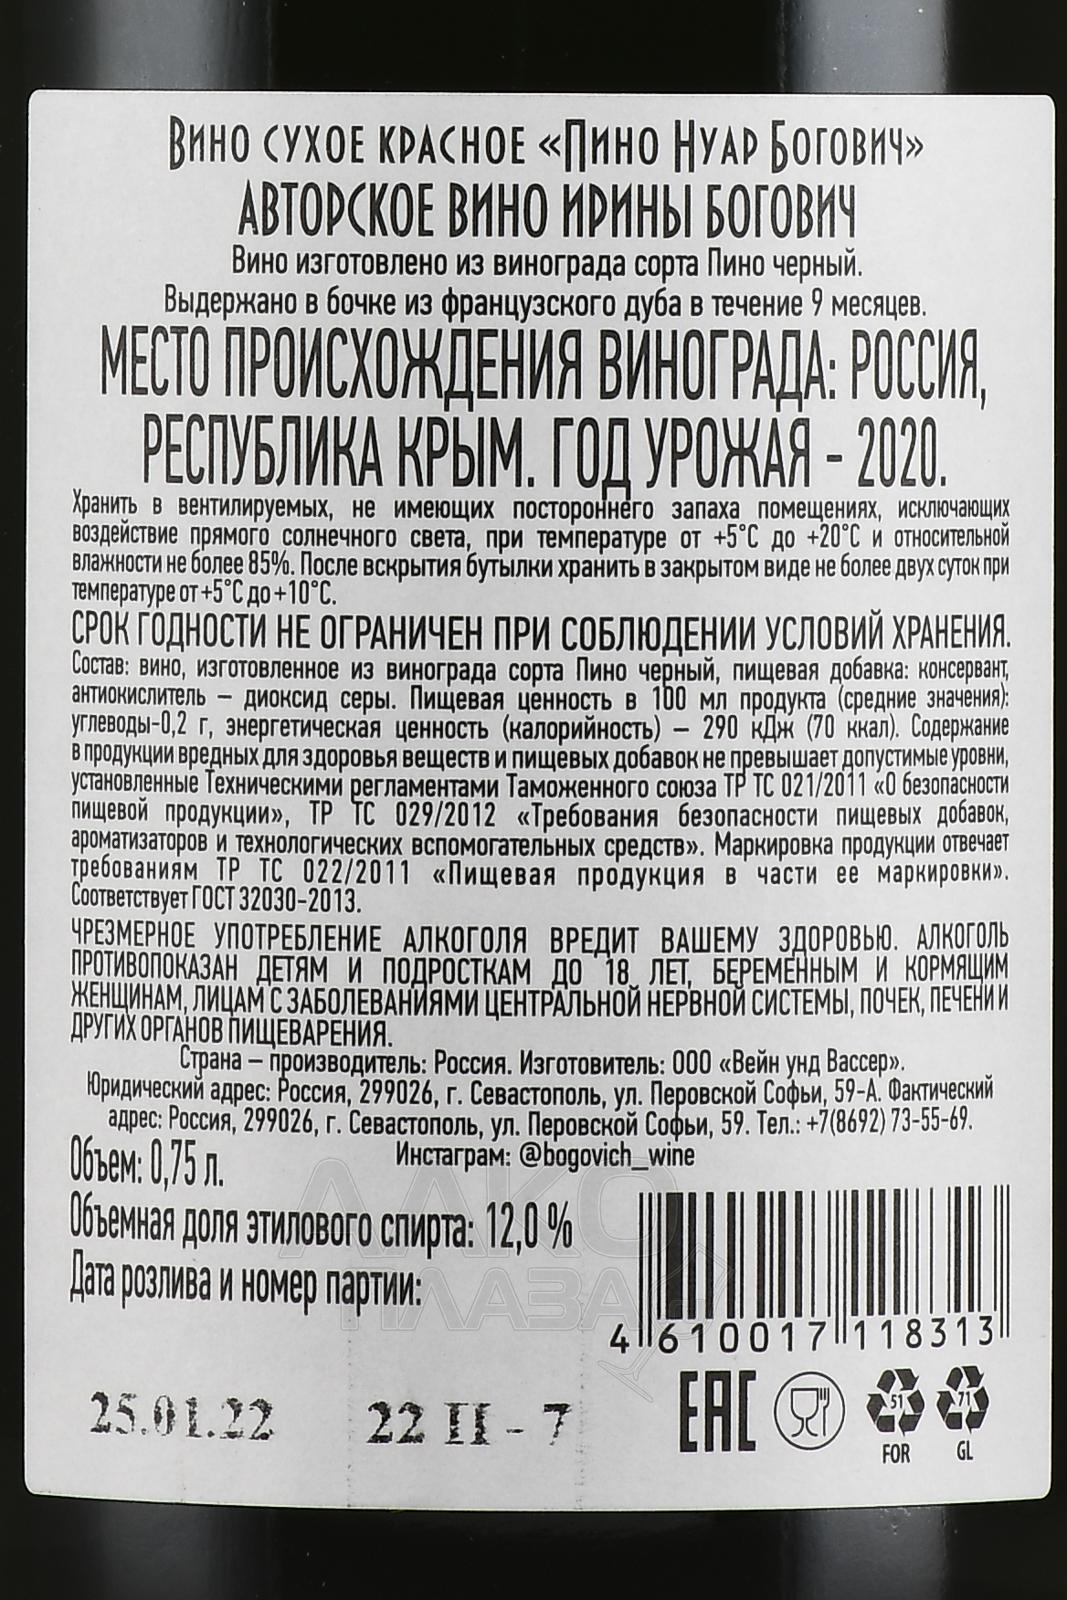 Вино сухое красное «Пино Нуар Богович»
АВТОРСКОЕ ВИНО ИРИНЫ БОГОВИЧ
Вино изготовлено из винограда сорта Пино черный.
Выдержано в бочке из французского дуба в течение 9 месяцев.
МЕСТО ПРОИСХОЖДЕНИЯ ВИНОГРАДА: РОССИЯ,
РЕСПУБЛИКА КРЫМ. ГОД УРОЖАЯ - 2020.
Хранить в вентилируемых, не имеющих постороннего запаха помещениях, исключающих
воздействие прямого солнечного света, при температуре от +5°С до +20°С и относительной
влажности не более 85%. После вскрытия бутылки хранить в закрытом виде не более двух суток при
температуре от +5°С до +10°С.
СРОК ГОДНОСТИ НЕ ОГРАНИЧЕН ПРИ СОБЛЮДЕНИИ УСЛОВИЙ ХРАНЕНИЯ.
Состав: вино, изготовленное из винограда сорта Пино черный, пищевая добавка: консервант,
антиокислитель – диоксид серы. Пищевая ценность в 100 мл продукта (средние значения):
углеводы-0,2 г, энергетическая ценность (калорийность) – 290 кДж (70 ккал). Содержание
в продукции вредных для здоровья веществ и пищевых добавок не превышает допустимые уровни,
установленные Техническими регламентами Таможенного союза ТР ТС 021/2011 «О безопасности
пищевой продукции», ТР ТС 029/2012 «Требования безопасности пищевых добавок,
ароматизаторов и технологических вспомогательных средств». Маркировка продукции отвечает
требованиям ТР ТС 022/2011 «Пищевая продукция в части ее маркировки».
Соответствует ГОСТ 32030-2013.
ЧРЕЗМЕРНОЕ УПОТРЕБЛЕНИЕ АЛКОГОЛЯ ВРЕДИТ ВАШЕМУ ЗДОРОВЬЮ. АЛКОГОЛЬ
ПРОТИВОПОКАЗАН ДЕТЯМ И ПОДРОСТКАМ ДО 18 ЛЕТ, БЕРЕМЕННЫМ И КОРМЯЩИМ
ЖЕНЩИНАМ, ЛИЦАМ С ЗАБОЛЕВАНИЯМИ ЦЕНТРАЛЬНОЙ НЕРВНОЙ СИСТЕМЫ, ПОЧЕК, ПЕЧЕНИ И
ДРУГИХ ОРГАНОВ ПИЩЕВАРЕНИЯ.
Страна – производитель: Россия. Изготовитель: ООО «Вейн унд Вассер».
Юридический адрес: Россия, 299026, г. Севастополь, ул. Перовской Софьи, 59-А. Фактический
адрес: Россия, 299026, г. Севастополь, ул. Перовской Софьи, 59. Тел.: +7(8692) 73-55-69.
Инстаграм: @bogovich_wine
Объем: 0,75 л.
Объемная доля этилового спирта: 12,0 %
Дата розлива и номер партии:
АЛКО
ПЛАЗА
4 610017 118313
25.01.22 22 П - 7
ЕАС
51
FOR
71
GL